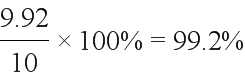 9.92/10 × 100% = 99.2%